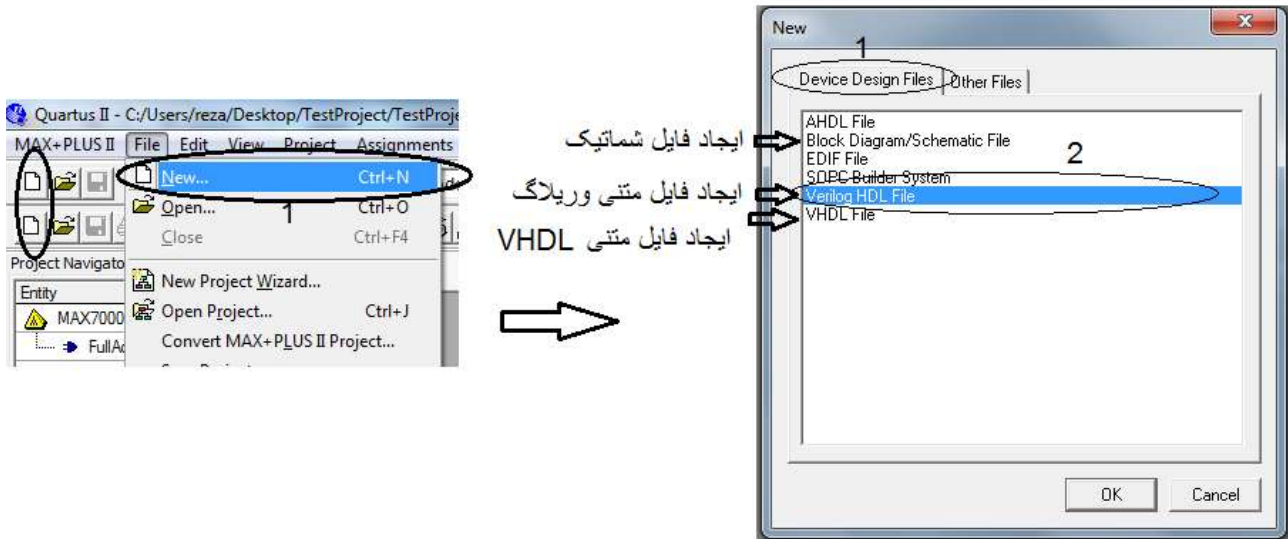 Quartus II - C:/Users/reza/Desktop/TestProject/TestProje
MAX+PLUS II File Edit View Project Assignments
New... Ctrl+N
1
Open... Ctrl+O
Close Ctrl+F4
Project Navigato
Entity
MAX7000
FullA
New Project Wizard...
Open Project... Ctrl+J
Convert MAX+PLUS II Project...
New
1
Device Design Files Other Files
AHDL File
Block Diagram/Schematic File
EDIF File
SOPC Builder System
Verilog HDL File
VHDL File
2
ایجاد فایل شماتیک
ایجاد فایل متنی وریلاگ
ایجاد فایل متنی VHDL
OK Cancel